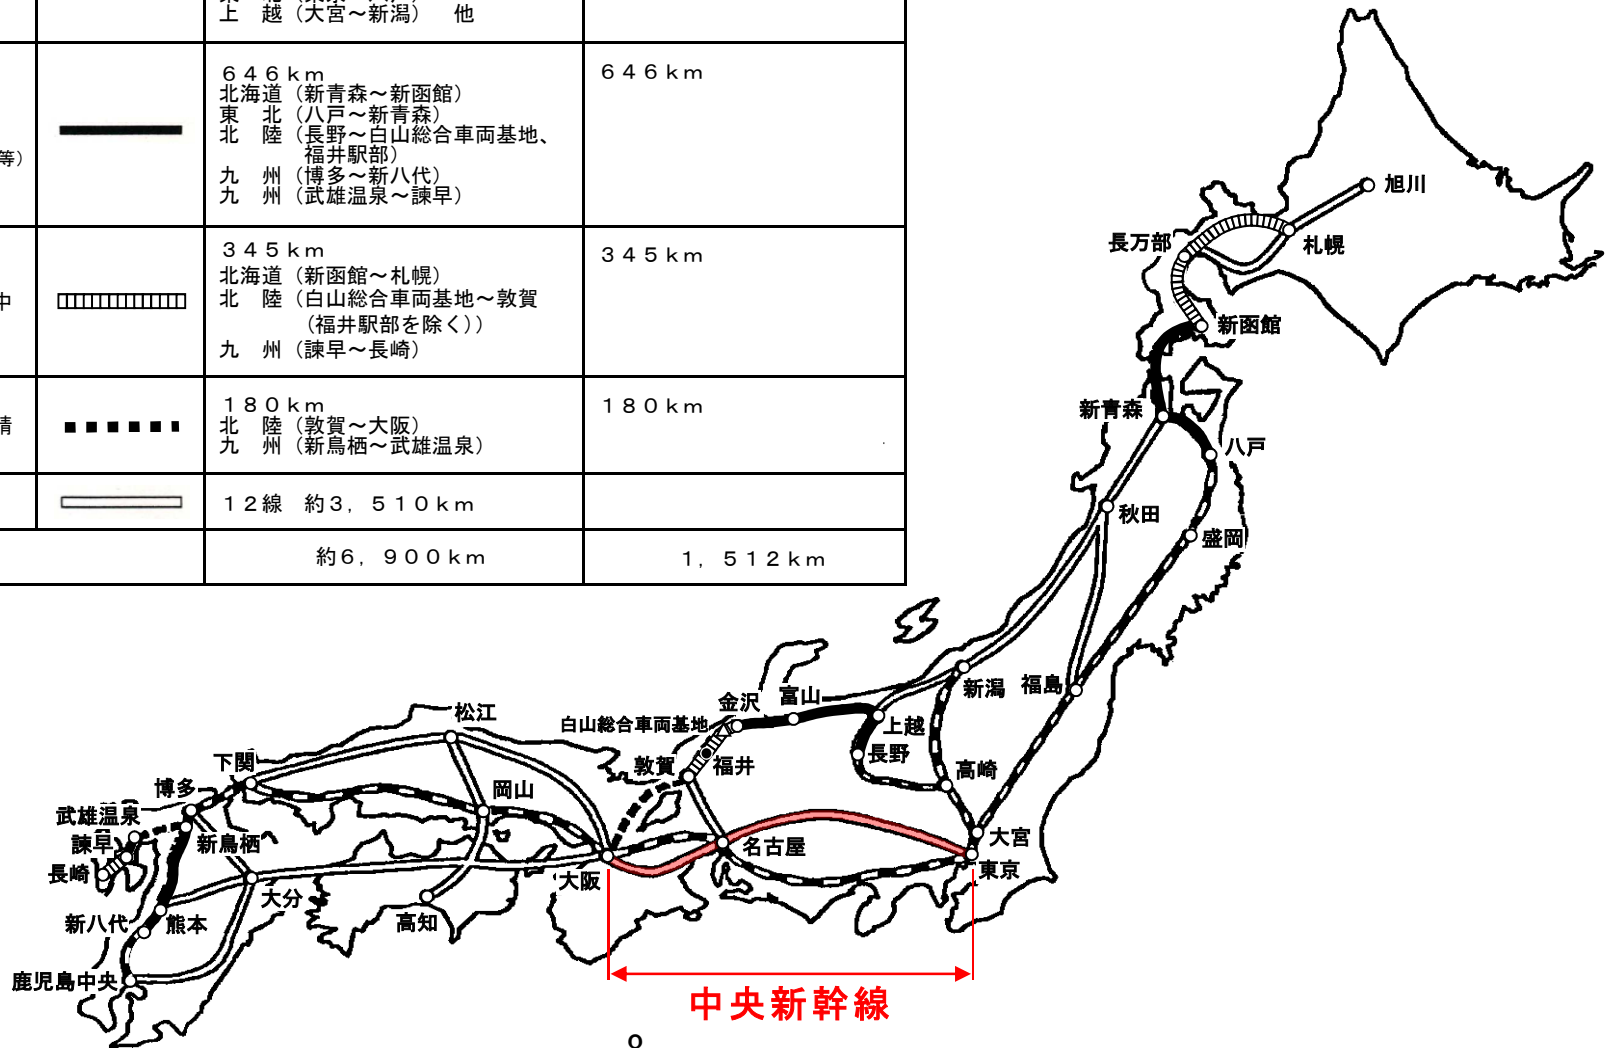 上　越（大宮～新潟）　他
６４６ｋｍ
６４６ｋｍ
北海道（新青森～新函館）
東　北（八戸～新青森）
北　陸（長野～白山総合車両基地、
福井駅部）
九　州（博多～新八代）
九　州（武雄温泉～諫早）
等）
３４５ｋｍ
３４５ｋｍ
北海道（新函館～札幌）
北　陸（白山総合車両基地～敦賀
（福井駅部を除く））
九　州（諫早～長崎）
中
１８０ｋｍ
１８０ｋｍ
北　陸（敦賀～大阪）
九　州（新鳥栖～武雄温泉）
請
１２線　約３，５１０ｋｍ
約６，９００ｋｍ
１，５１２ｋｍ
旭川
長万部
札幌
新函館
新青森
八戸
秋田
盛岡
新潟
福島
金沢
富山
松江
白山総合車両基地
上越
長野
敦賀
福井
高崎
下関
博多
岡山
武雄温泉
諫早
新鳥栖
長崎
名古屋
大宮
東京
大阪
大分
高知
新八代
熊本
鹿児島中央
中央新幹線